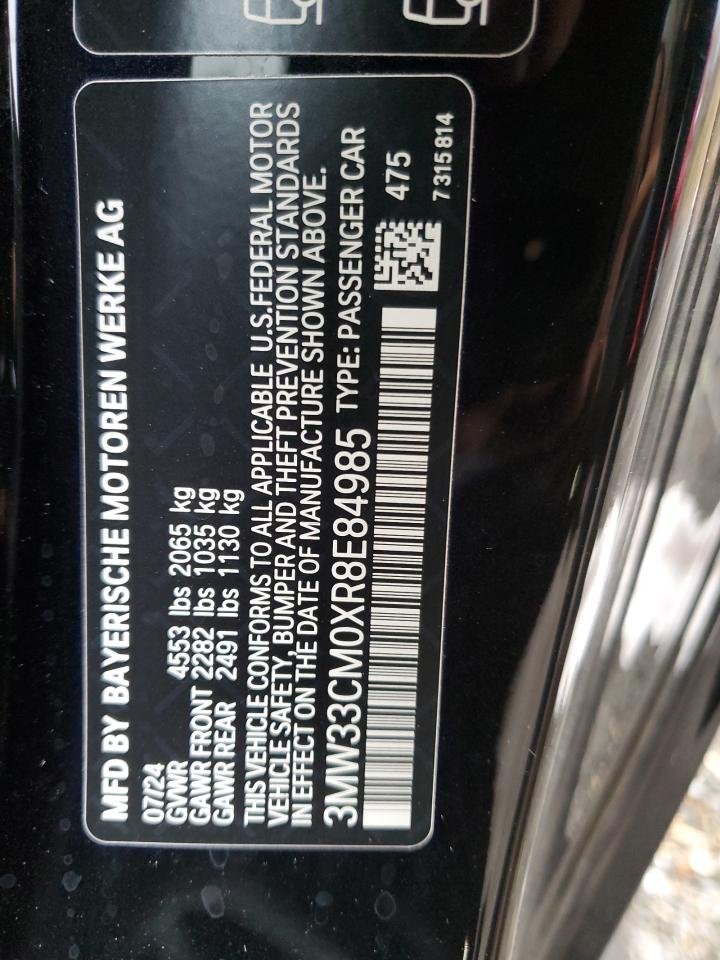 MFD BY BAYERISCHE MOTOREN WERKE AG
07/24
GVWR 4553 lbs 2065 kg
GAWR FRONT 2282 lbs 1035 kg
GAWR REAR 2491 lbs 1130 kg
THIS VEHICLE CONFORMS TO ALL APPLICABLE U.S.FEDERAL MOTOR
VEHICLE SAFETY, BUMPER AND THEFT PREVENTION STANDARDS
IN EFFECT ON THE DATE OF MANUFACTURE SHOWN ABOVE.
3MW33CM0XR8E84985 TYPE: PASSENGER CAR
475
7 315 814